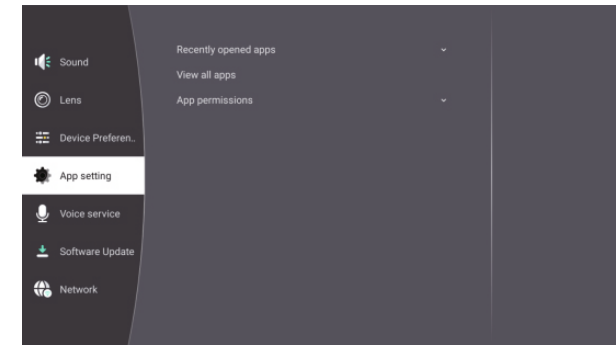 Sound
Lens
Device Preferen..
App setting
Voice service
Software Update
Network
Recently opened apps
View all apps
App permissions